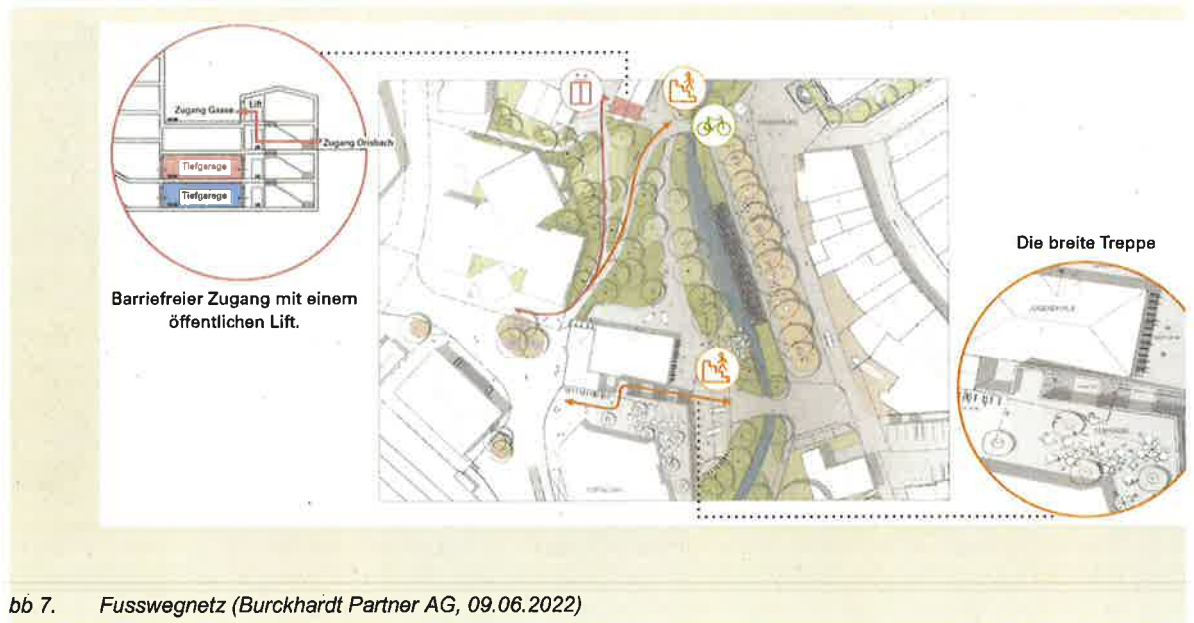 Zugang Gasse
Lift
Zugang Orisbach
Tiefgarage
Tiefgarage
Barriefreier Zugang mit einem
öffentlichen Lift.
Die breite Treppe
bb 7. Fusswegnetz (Burckhardt Partner AG, 09.06.2022)